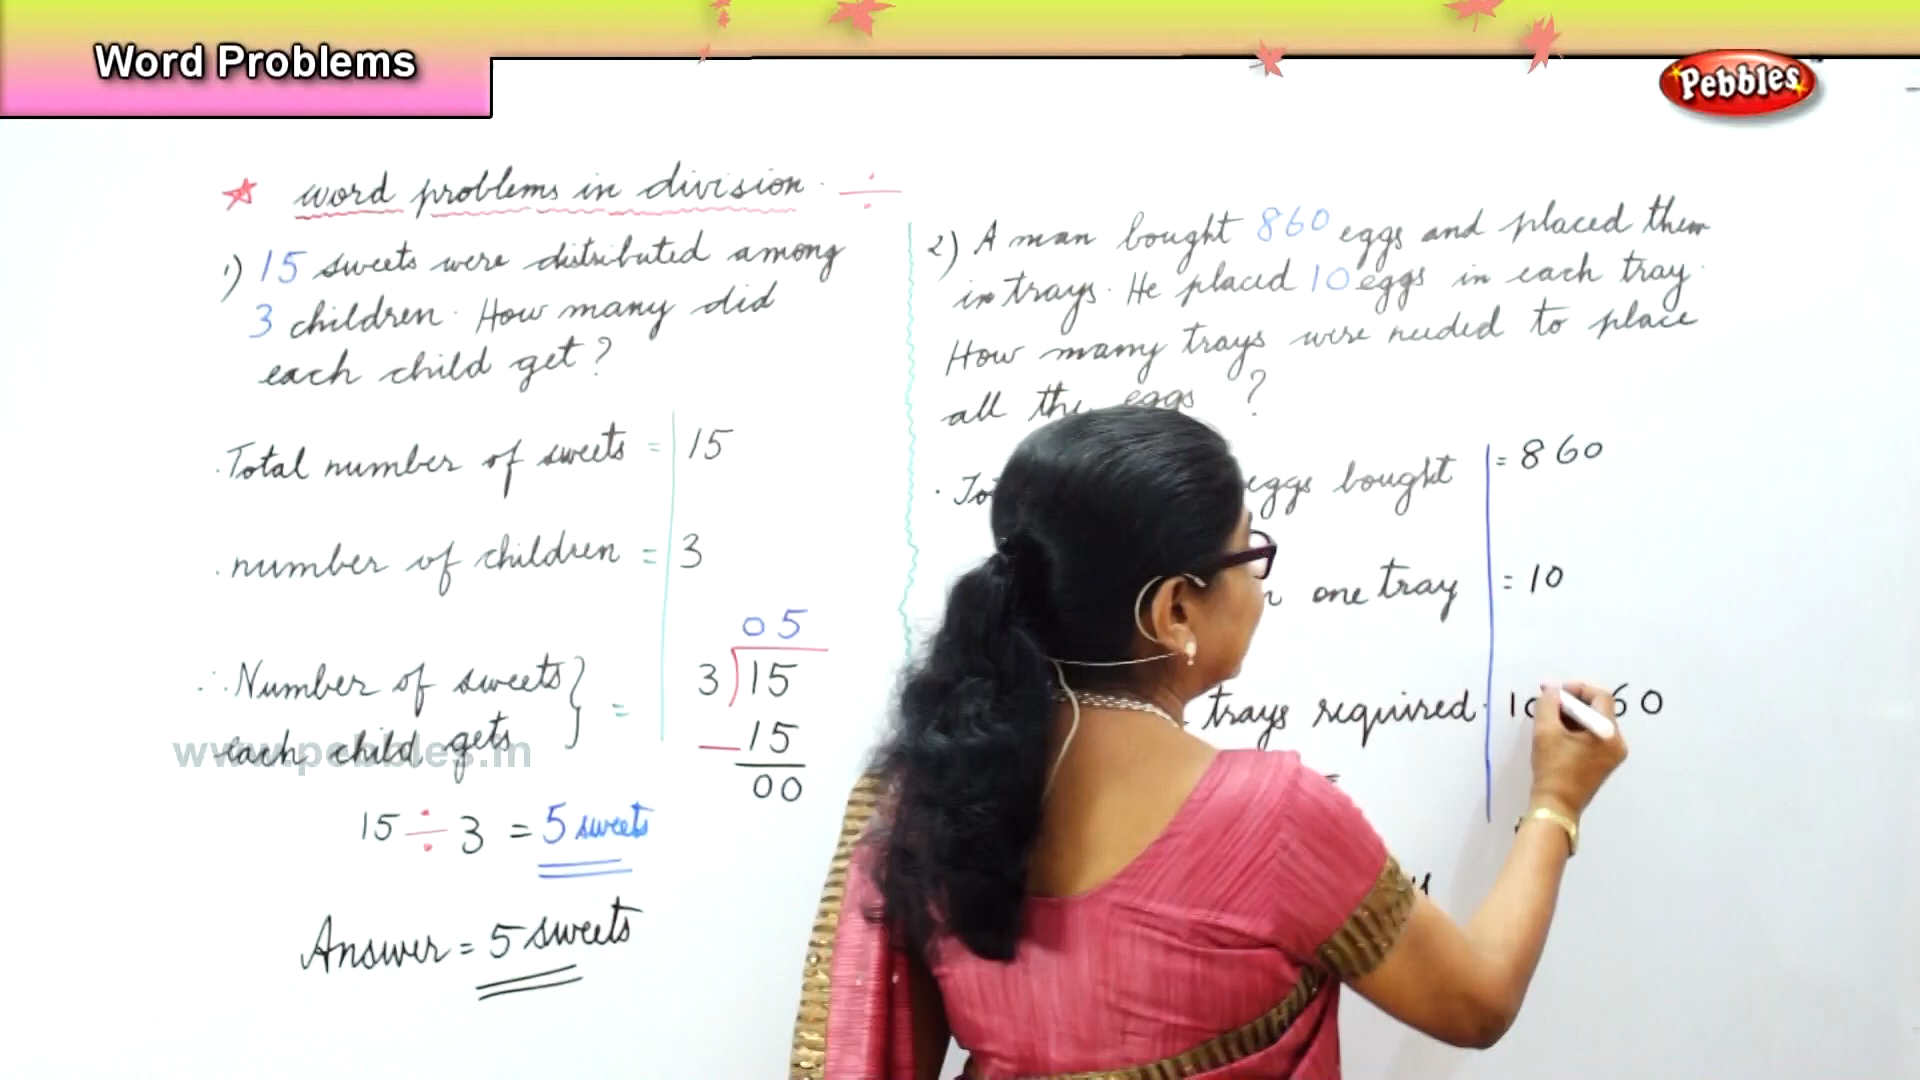 Word Problems
Pebbles
word problems in division ÷
1) 15 sweets were distributed among
3 children. How many did
each child get?
Total number of sweets = 15
number of children = 3
∴ Number of sweets
each child gets } =
05
3 15
15
00
www.pebbles.in
15 ÷ 3 = 5 sweets
Answer = 5 sweets
2) A man bought 860 eggs and placed them
in trays. He placed 10 eggs in each tray.
How many trays were needed to place
all the eggs ?
eggs bought = 860
one tray = 10
trays required 10 60